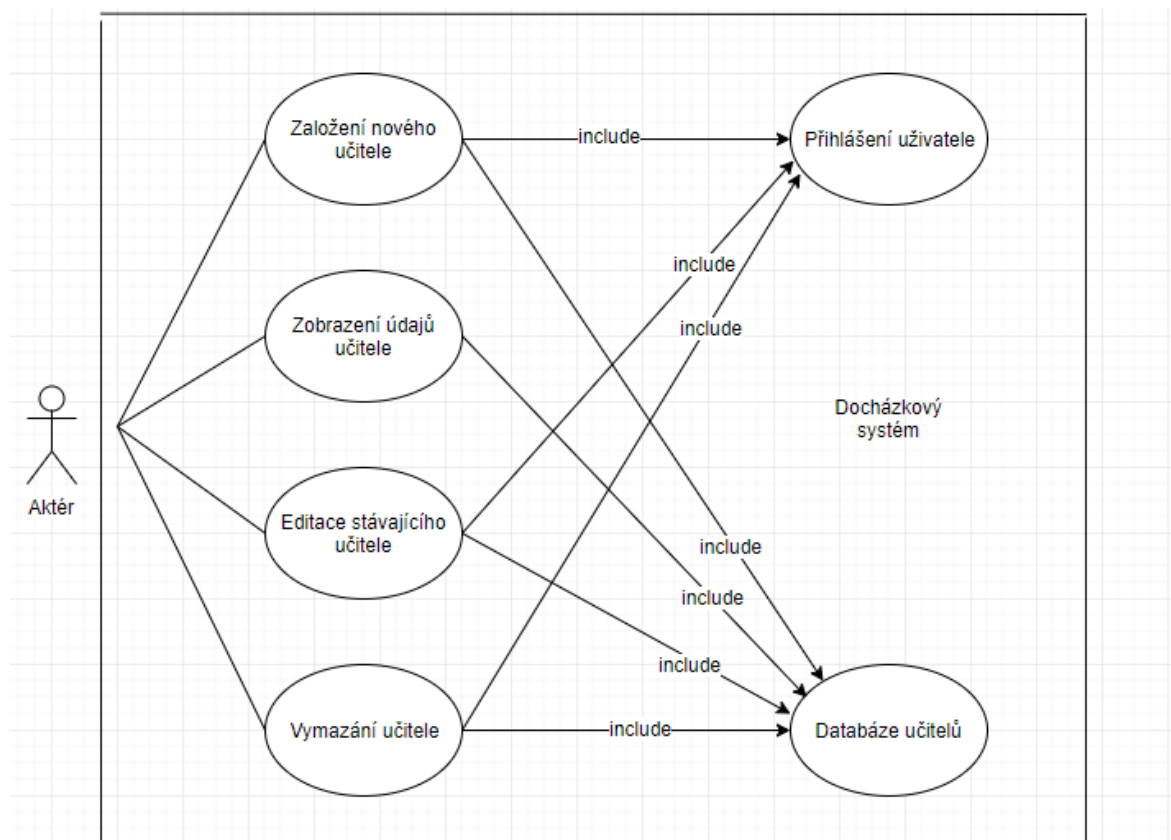 Založení nového
učitele
include
Přihlášení uživatele
include
Zobrazení údajů
učitele
include
Docházkový
systém
Aktér
Editace stávajícího
učitele
include
include
include
Vymazání učitele
include
Databáze učitelů